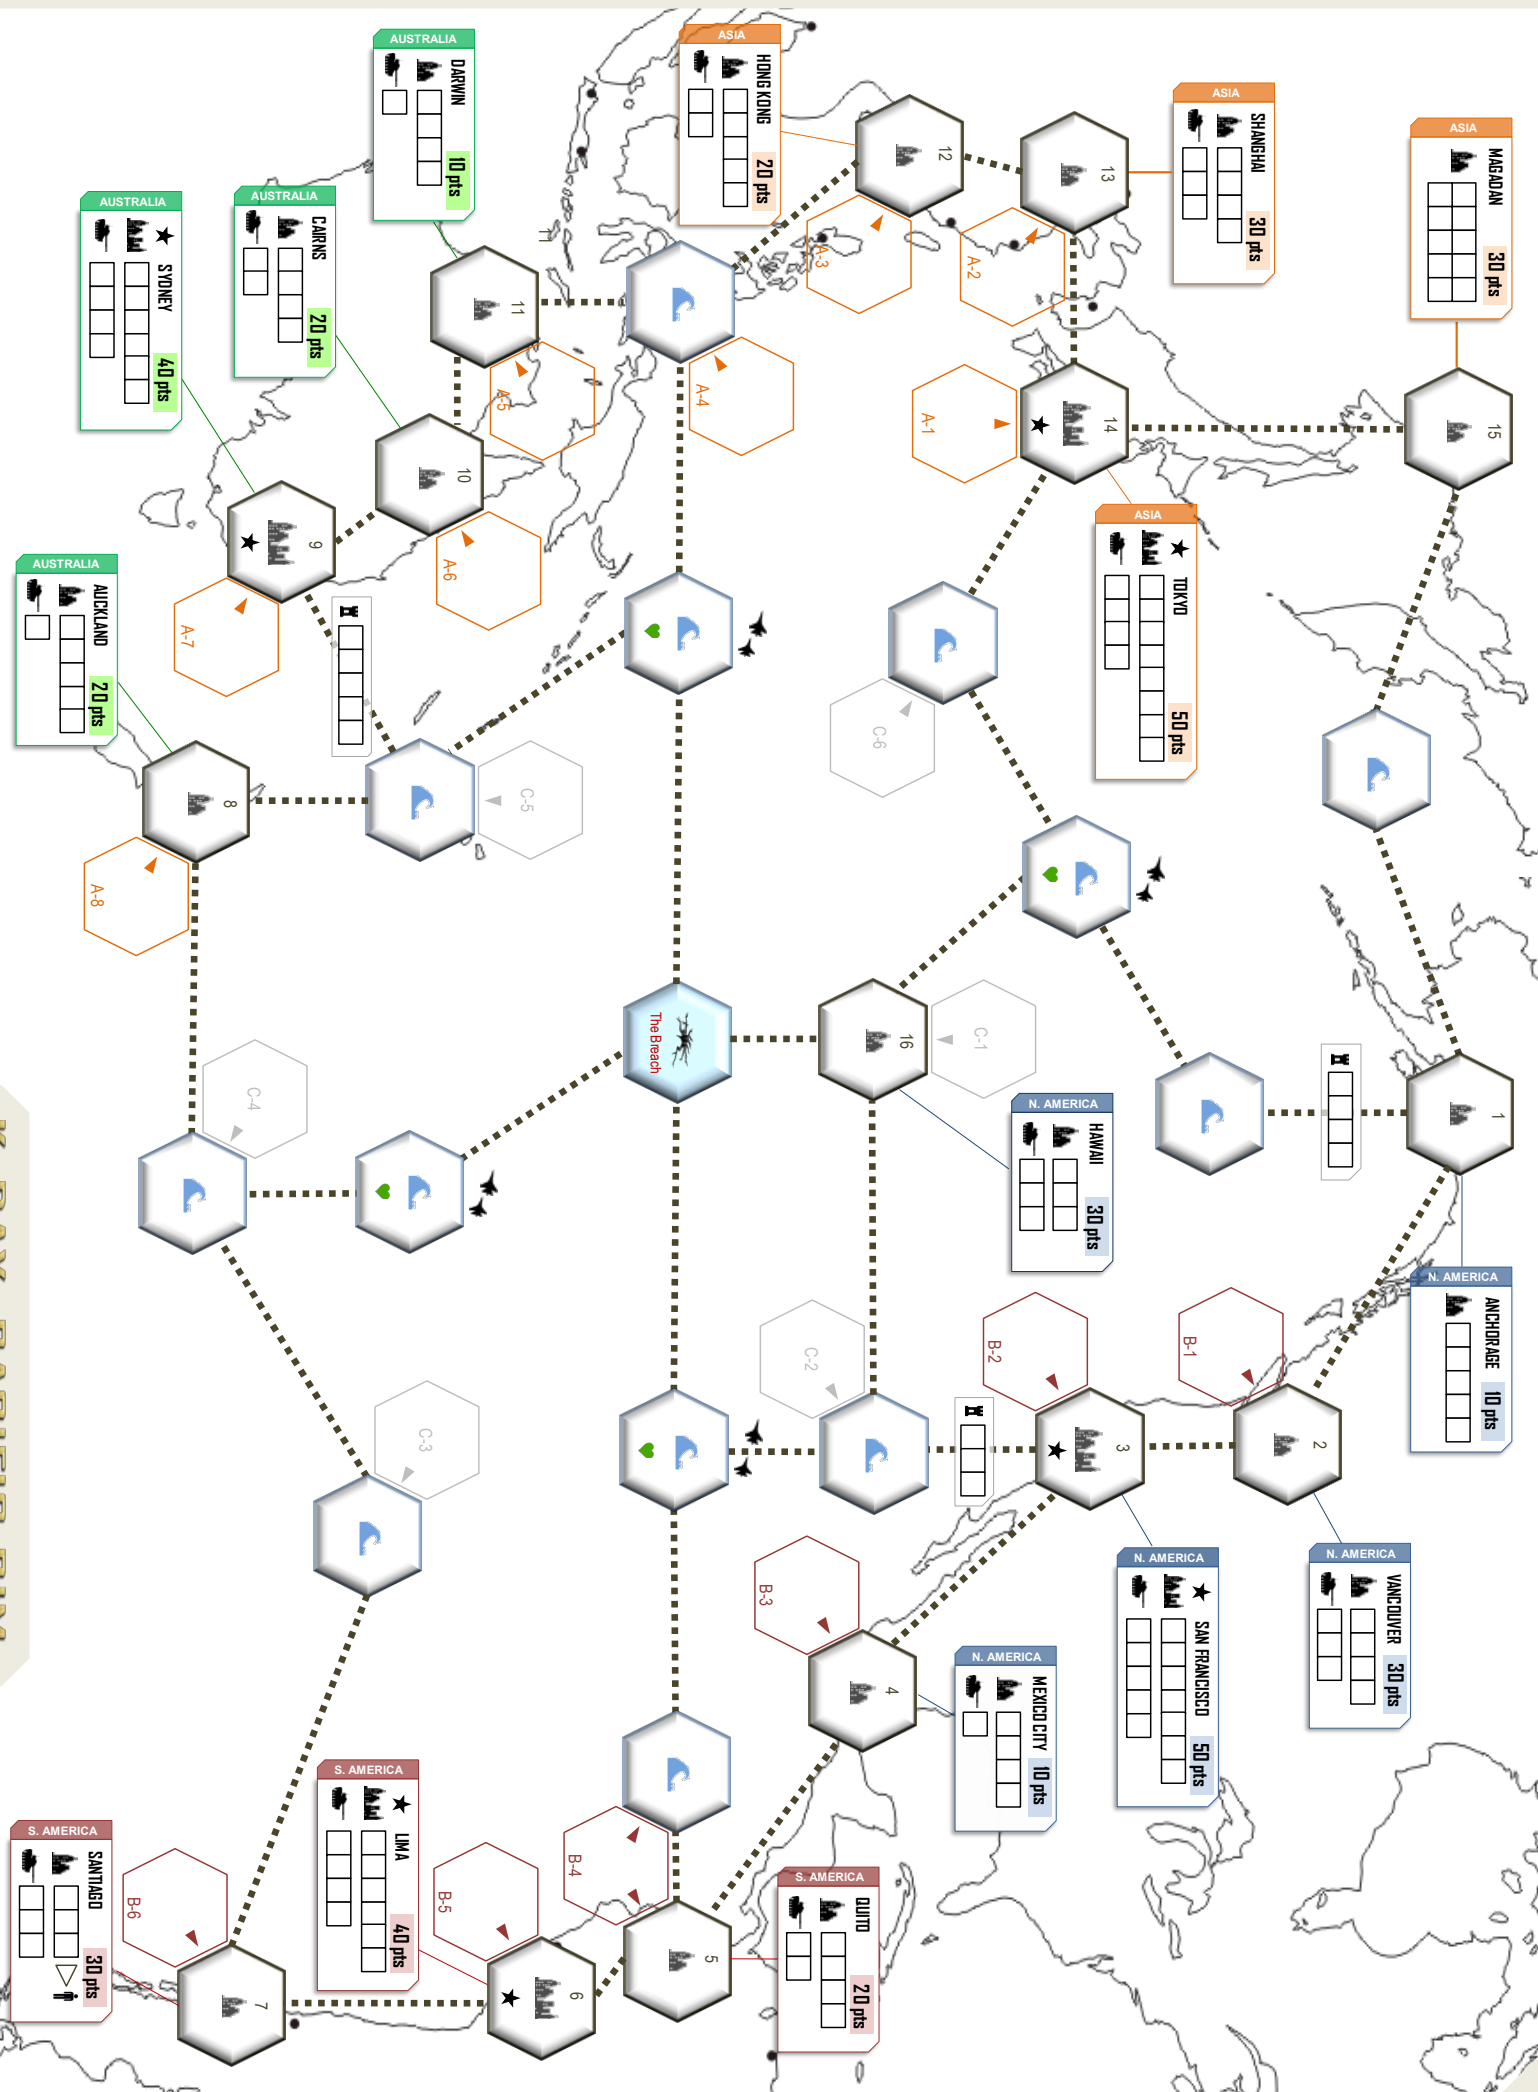 ASIA
MAGADAN
30 pts
15
1
N. AMERICA
ANCHORAGE
10 pts
ASIA
SHANGHAI
30 pts
13
A-2
14
A-1
ASIA
TOKYO
50 pts
B-1
2
N. AMERICA
VANCOUVER
30 pts
B-2
3
N. AMERICA
SAN FRANCISCO
50 pts
ASIA
HONG KONG
20 pts
12
A-3
C-6
16
C-1
N. AMERICA
HAWAII
30 pts
C-2
B-3
4
N. AMERICA
MEXICO CITY
10 pts
A-4
The Breach
B-4
5
S. AMERICA
QUITO
20 pts
AUSTRALIA
DARWIN
10 pts
11
11
A-5
AUSTRALIA
CAIRNS
20 pts
10
A-6
C-5
C-3
S. AMERICA
LIMA
40 pts
B-5
6
AUSTRALIA
SYDNEY
40 pts
9
A-7
C-4
AUSTRALIA
AUCKLAND
20 pts
8
A-8
S. AMERICA
SANTIAGO
30 pts
B-6
7